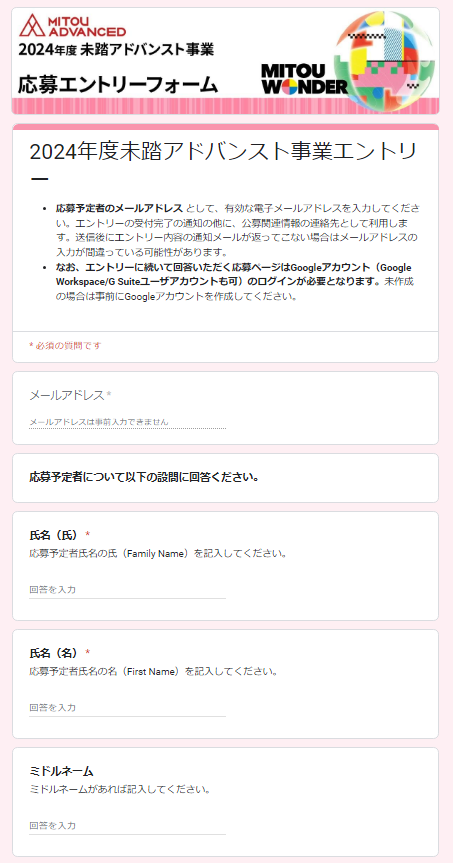 MITOU
ADVANCED
2024年度 未踏アドバンスト事業
応募エントリーフォーム
MITOU
WONDER
2024年度未踏アドバンスト事業エントリ
ー
• 応募予定者のメールアドレス として、有効な電子メールアドレスを入力してくださ
い。エントリーの受付完了の通知の他に、公募関連情報の連絡先として利用しま
す。送信後にエントリー内容の通知メールが返ってこない場合はメールアドレスの
入力が間違っている可能性があります。
• なお、エントリーに続いて回答いただく応募ページはGoogleアカウント（Google
Workspace/G Suiteユーザアカウントも可）のログインが必要となります。未作成
の場合は事前にGoogleアカウントを作成してください。
* 必須の質問です
メールアドレス *
メールアドレスは事前入力できません
応募予定者について以下の設問に回答ください。
氏名（氏） *
応募予定者氏名の氏（Family Name）を記入してください。
回答を入力
氏名（名） *
応募予定者氏名の名（First Name）を記入してください。
回答を入力
ミドルネーム
ミドルネームがあれば記入してください。
回答を入力